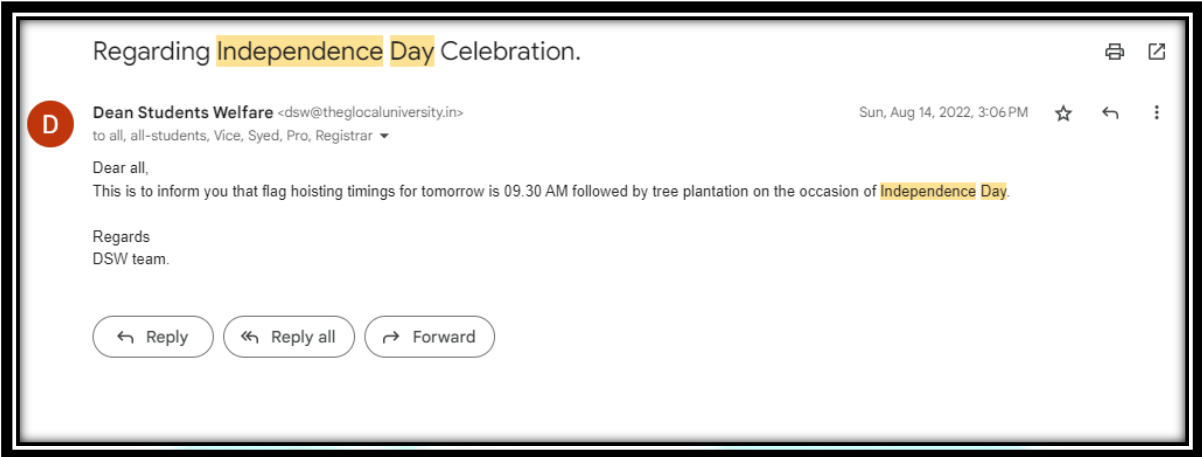 Regarding Independence Day Celebration.
D
Dean Students Welfare <dsw@theglocaluniversity.in>
Sun, Aug 14, 2022, 3:06 PM
to all, all-students, Vice, Syed, Pro, Registrar
Dear all,
This is to inform you that flag hoisting timings for tomorrow is 09.30 AM followed by tree plantation on the occasion of Independence Day.
Regards
DSW team.
Reply
Reply all
Forward